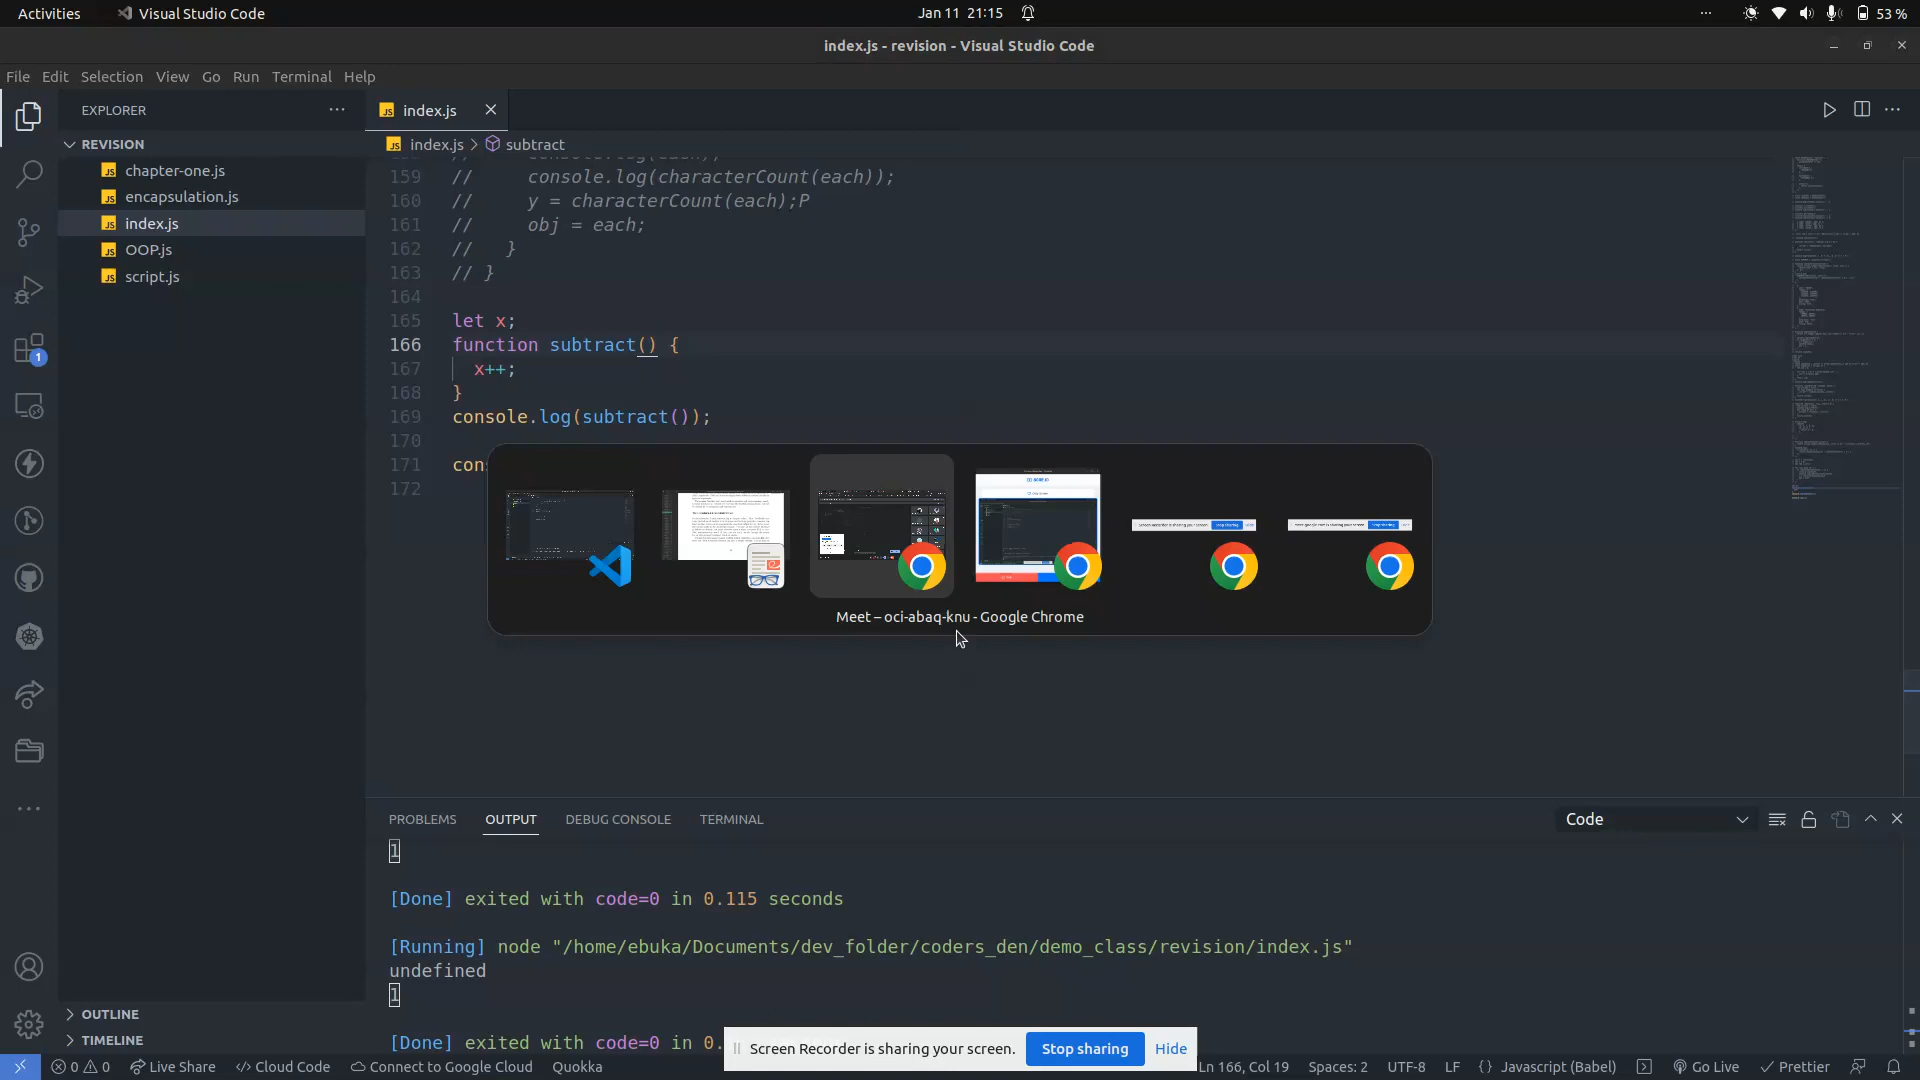 Activities
Visual Studio Code
Jan 11 21:15
53 %
index.js - revision - Visual Studio Code
File Edit Selection View Go Run Terminal Help
EXPLORER
index.js
REVISION
index.js > subtract
chapter-one.js
encapsulation.js
index.js
OOP.js
script.js
159 // console.log(characterCount(each));
160 // y = characterCount(each);P
161 // obj = each;
162 // }
163 // }
164
165 let x;
166 function subtract() {
167 x++;
168 }
169 console.log(subtract());
170
171 con
172
1
Meet – oci-abaq-knu - Google Chrome
PROBLEMS OUTPUT DEBUG CONSOLE TERMINAL
Code
1
[Done] exited with code=0 in 0.115 seconds
[Running] node "/home/ebuka/Documents/dev_folder/coders_den/demo_class/revision/index.js"
undefined
1
[Done] exited with code=0 in 0.
OUTLINE
TIMELINE
Screen Recorder is sharing your screen. Stop sharing Hide
0 0 Live Share Cloud Code Connect to Google Cloud Quokka
Ln 166, Col 19 Spaces: 2 UTF-8 LF {} Javascript (Babel) Go Live Prettier